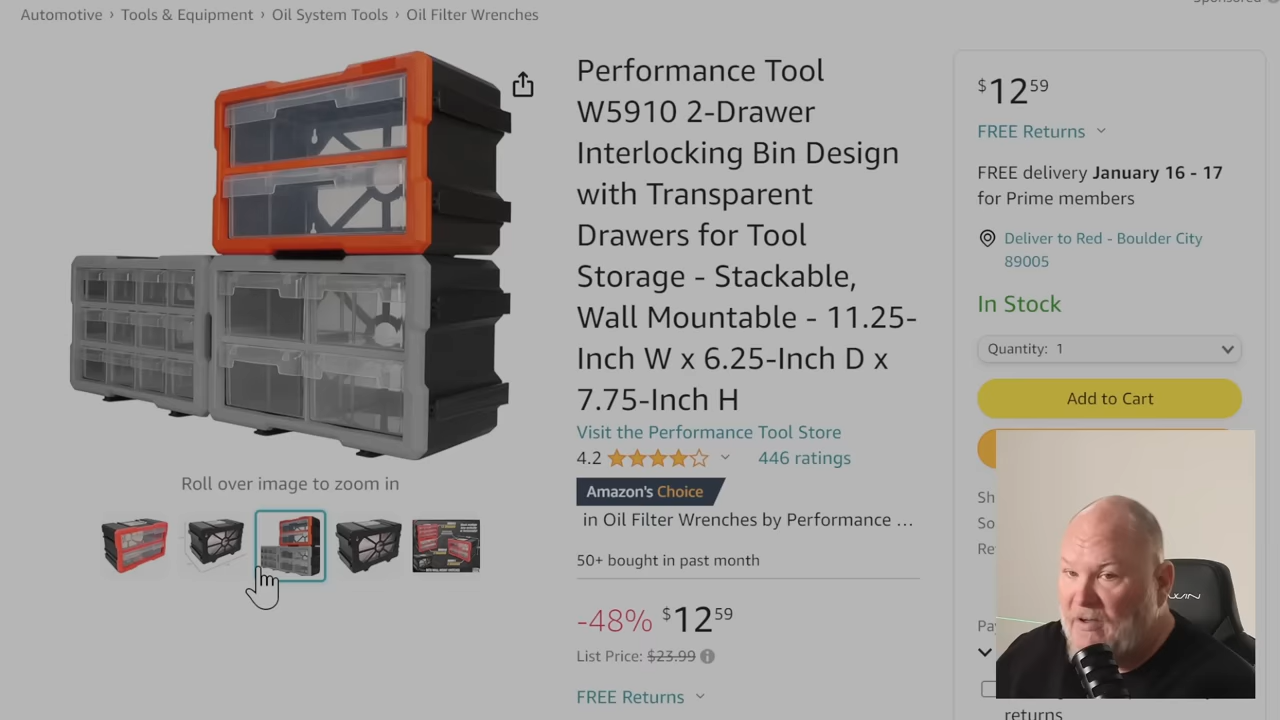 Automotive › Tools & Equipment › Oil System Tools › Oil Filter Wrenches
Sponsored
Performance Tool
W5910 2-Drawer
Interlocking Bin Design
with Transparent
Drawers for Tool
Storage - Stackable,
Wall Mountable - 11.25-
Inch W x 6.25-Inch D x
7.75-Inch H
Visit the Performance Tool Store
4.2 446 ratings
Amazon's Choice
in Oil Filter Wrenches by Performance …
50+ bought in past month
-48% $12 59
List Price: $23.99
FREE Returns
Roll over image to zoom in
$12 59
FREE Returns
FREE delivery January 16 - 17
for Prime members
Deliver to Red - Boulder City
89005
In Stock
Quantity: 1
Add to Cart
Sh
So
Re
Pa
returns